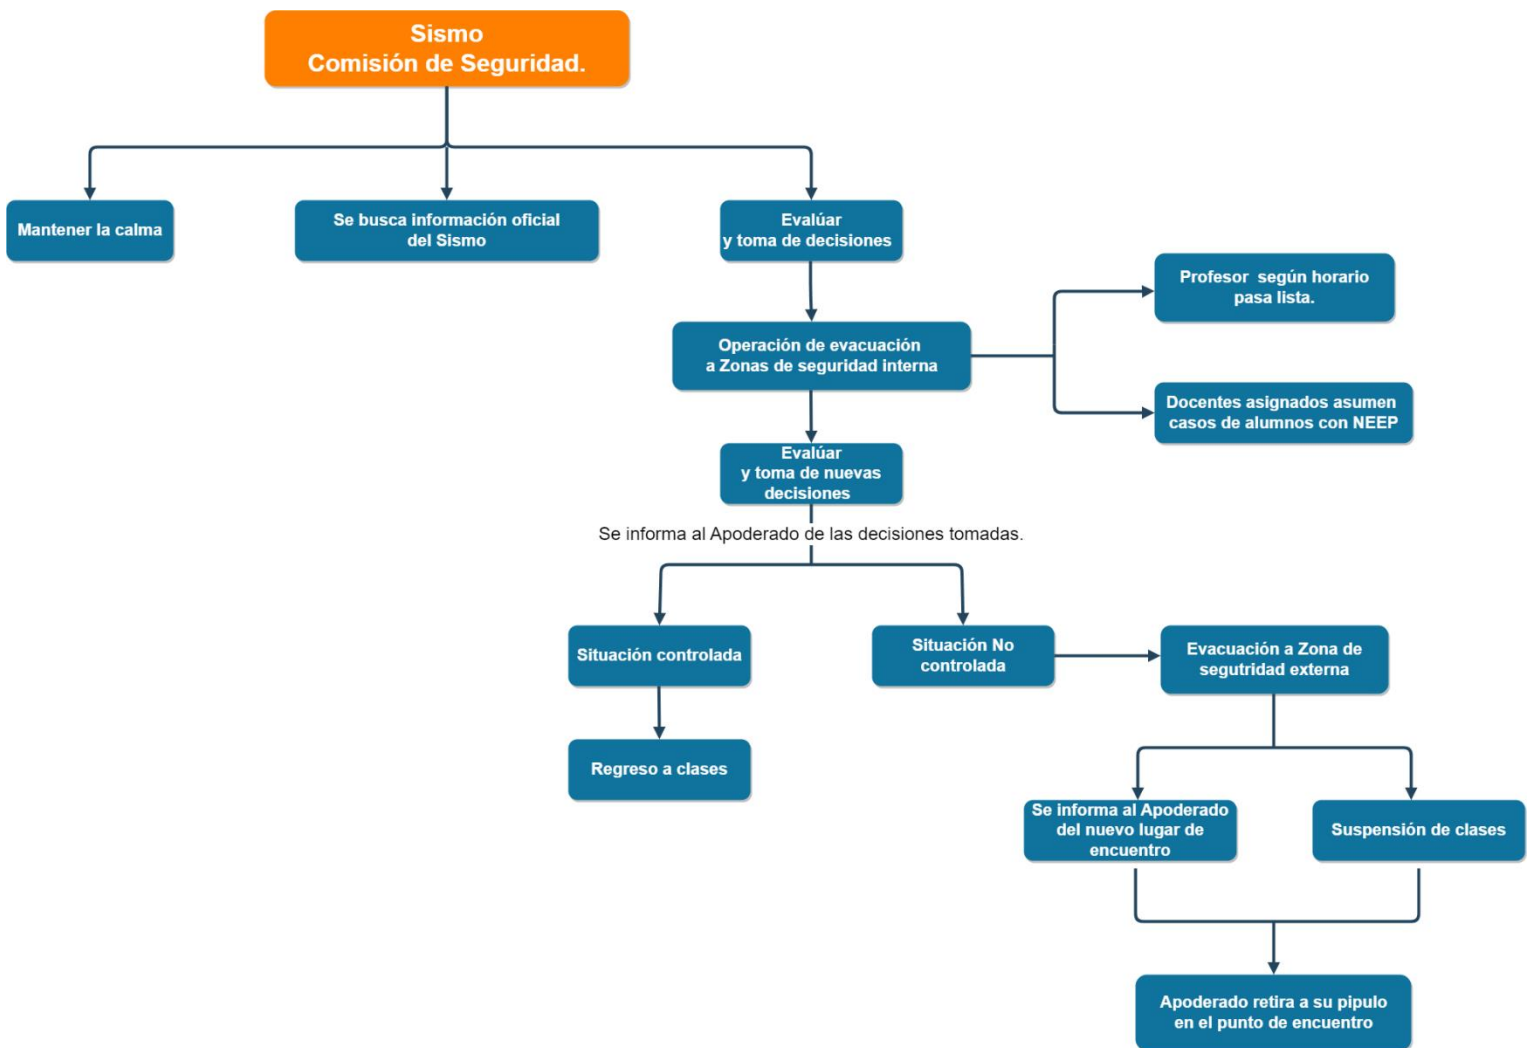 Sismo
Comisión de Seguridad.
Mantener la calma
Se busca información oficial
del Sismo
Evalúar
y toma de decisiones
Profesor según horario
pasa lista.
Operación de evacuación
a Zonas de seguridad interna
Docentes asignados asumen
casos de alumnos con NEEP
Evalúar
y toma de nuevas
decisiones
Se informa al Apoderado de las decisiones tomadas.
Situación controlada
Situación No
controlada
Evacuación a Zona de
segutridad externa
Regreso a clases
Se informa al Apoderado
del nuevo lugar de
encuentro
Suspensión de clases
Apoderado retira a su pipulo
en el punto de encuentro